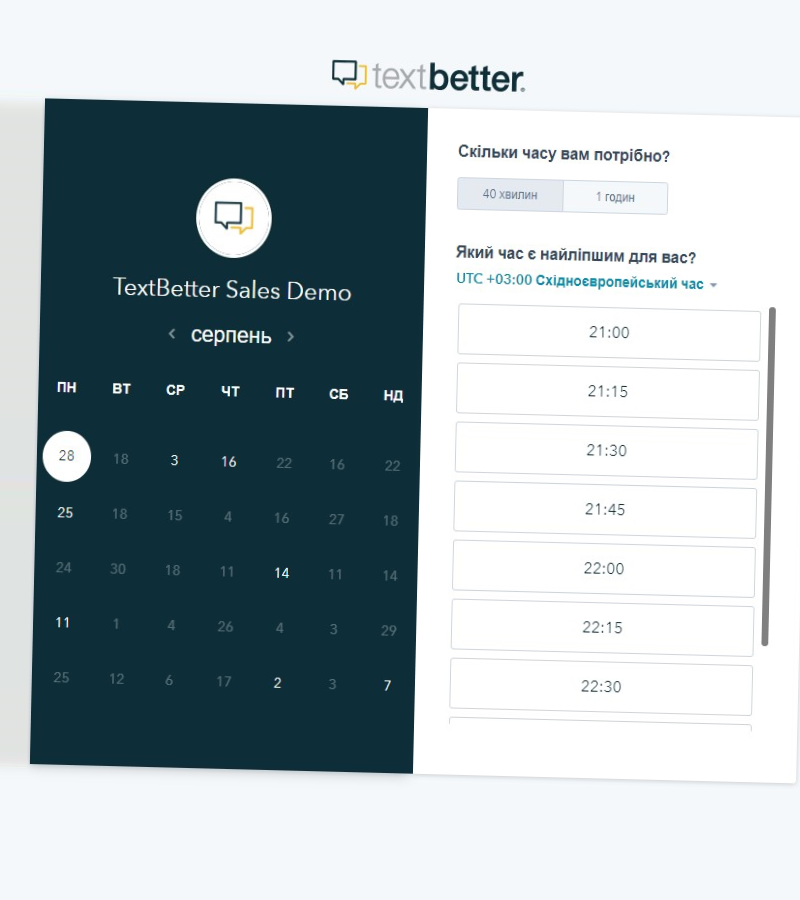 textbetter.
TextBetter Sales Demo
серпень
ПН ВТ СР ЧТ ПТ СБ НД
28 18 3 16 22 16 22
25 18 15 4 16 27 18
24 30 18 11 14 11 14
11 1 4 26 4 3 29
25 12 6 17 2 3 7
Скільки часу вам потрібно?
40 хвилин 1 годин
Який час є найліпшим для вас?
UTC +03:00 Східноєвропейський час
21:00
21:15
21:30
21:45
22:00
22:15
22:30